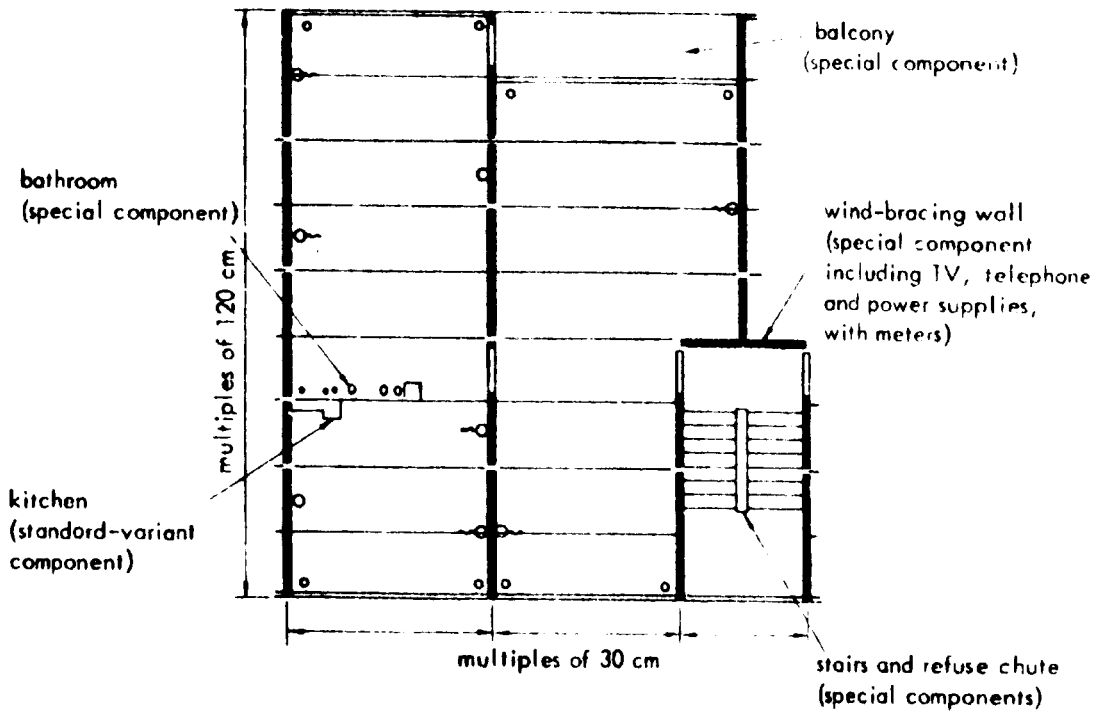 balcony
(special component)
bathroom
(special component)
wind-bracing wall
(special component
including TV, telephone
and power supplies,
with meters)
multiples of 120 cm
kitchen
(standord-variant
component)
multiples of 30 cm
stairs and refuse chute
(special components)